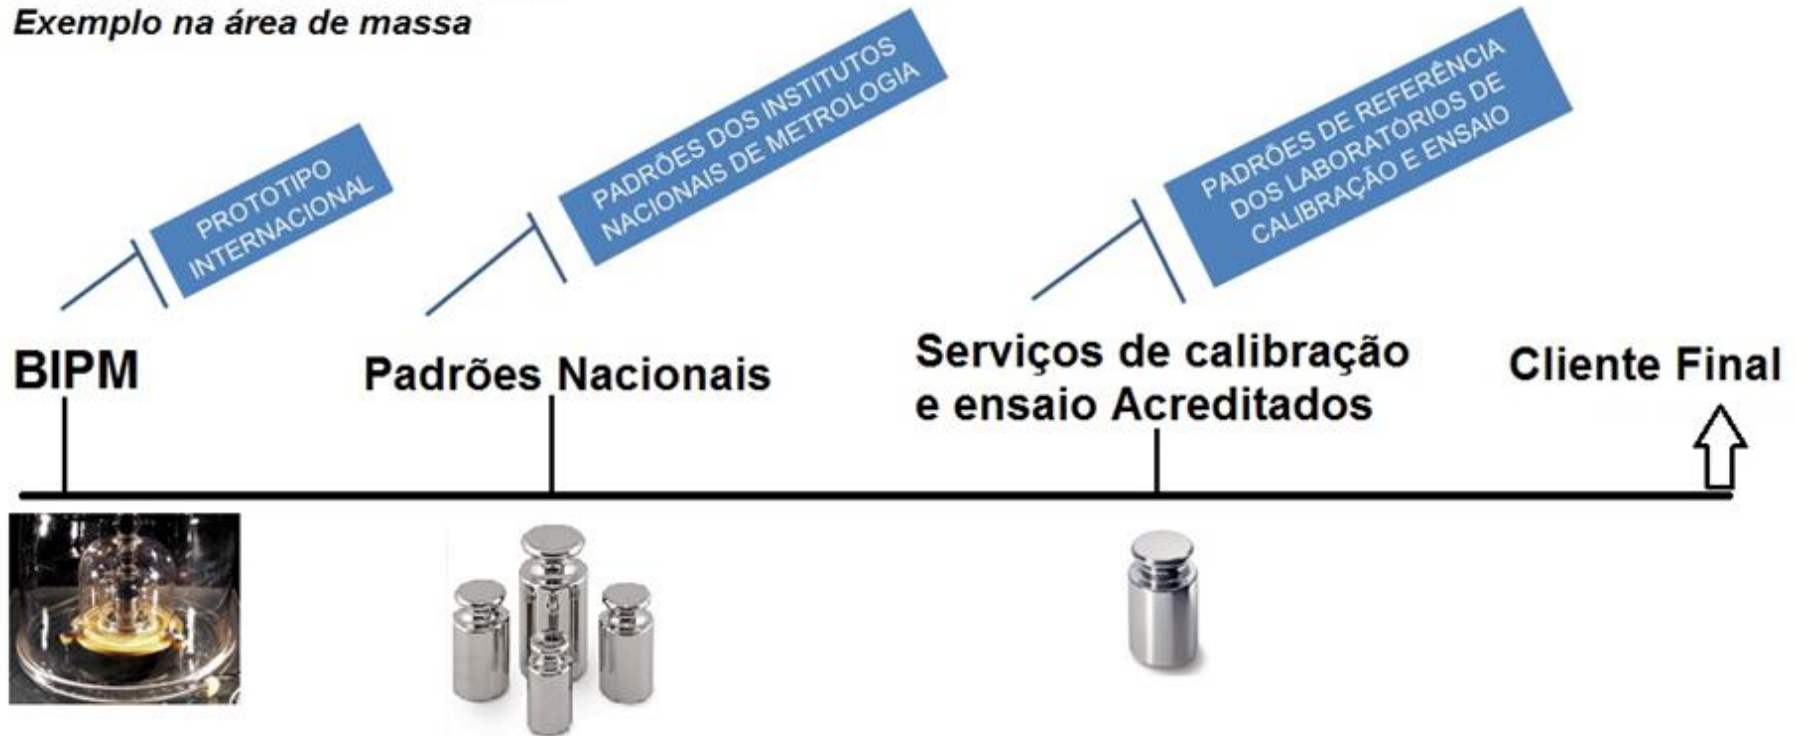 Exemplo na área de massa
PROTOTIPO
INTERNACIONAL
PADRÕES DOS INSTITUTOS
NACIONAIS DE METROLOGIA
PADRÕES DE REFERÊNCIA
DOS LABORATÓRIOS DE
CALIBRAÇÃO E ENSAIO
BIPM
Padrões Nacionais
Serviços de calibração
e ensaio Acreditados
Cliente Final